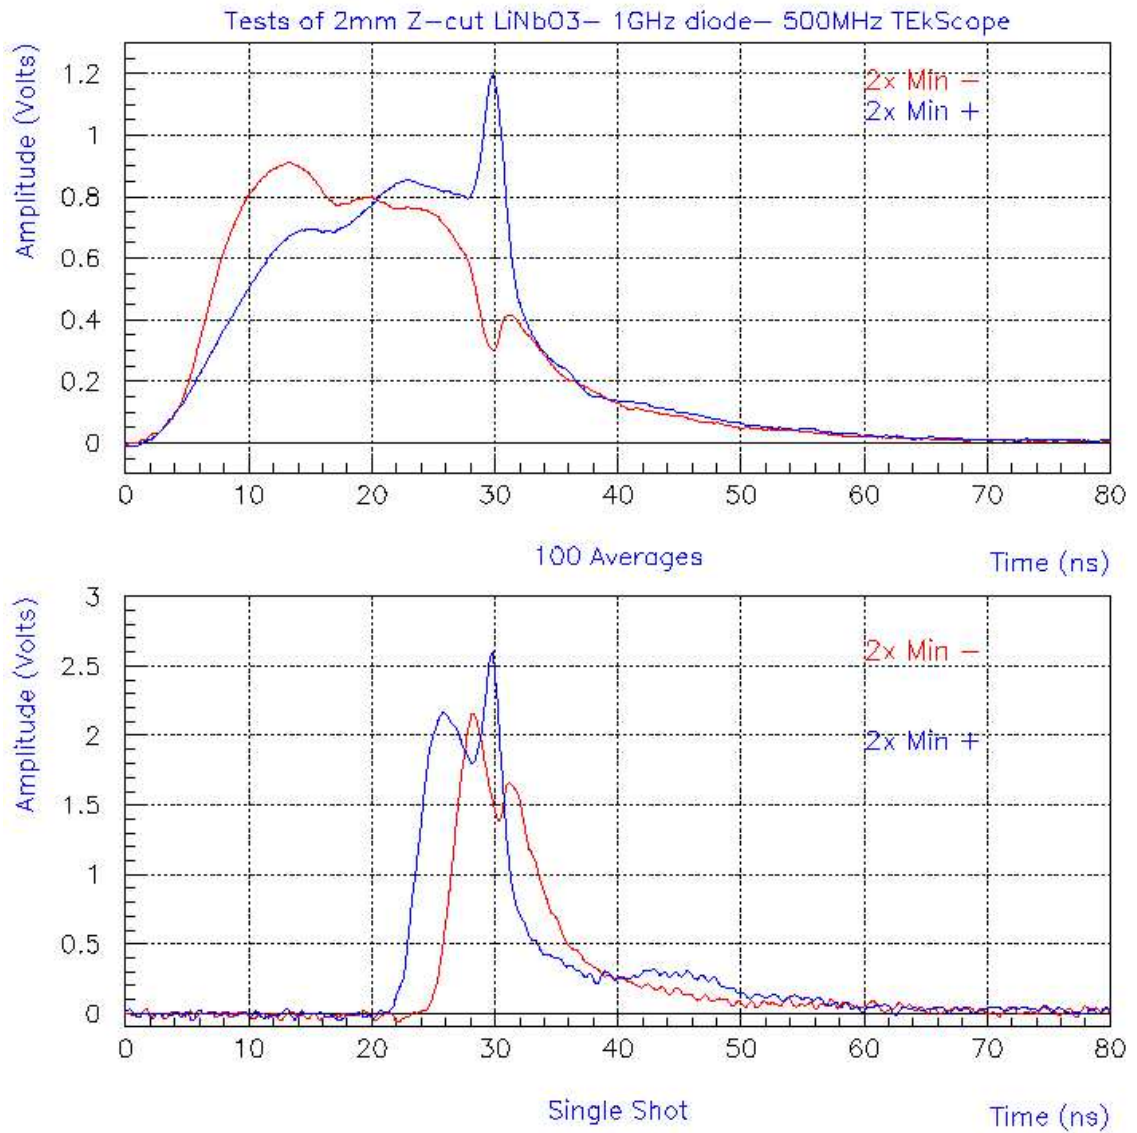 Tests of 2mm Z-cut LiNbO3- 1GHz diode- 500MHz TEkScope
Amplitude (Volts)
1.2
1
0.8
0.6
0.4
0.2
0
2x Min -
2x Min +
0 10 20 30 40 50 60 70 80
100 Averages
Time (ns)
Amplitude (Volts)
3
2.5
2
1.5
1
0.5
0
2x Min -
2x Min +
0 10 20 30 40 50 60 70 80
Single Shot
Time (ns)